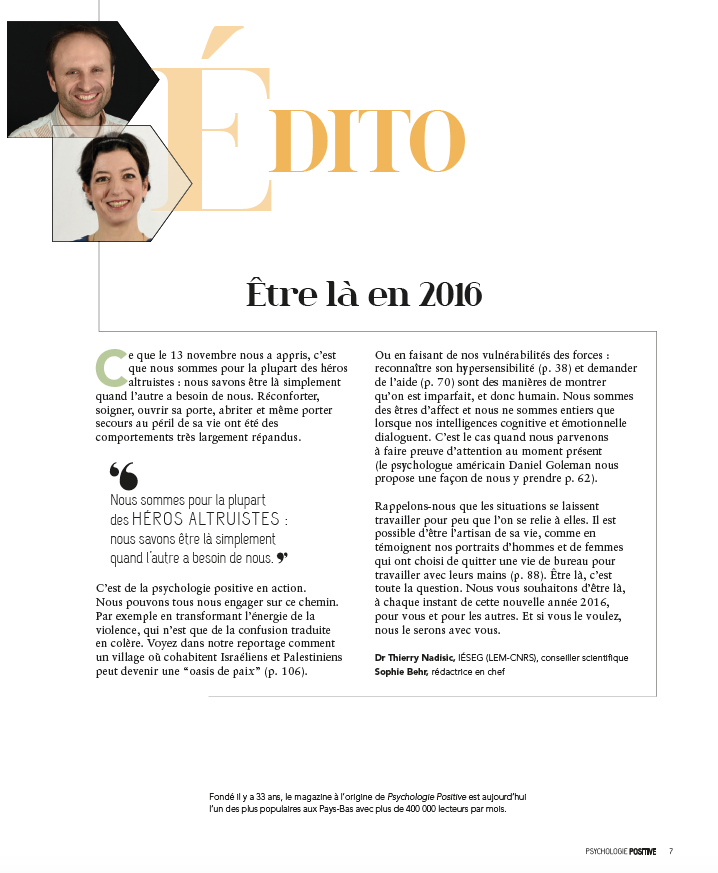 ÉDITO
Être là en 2016
Ce que le 13 novembre nous a appris, c’est
que nous sommes pour la plupart des héros
altruistes : nous savons être là simplement
quand l’autre a besoin de nous. Réconforter,
soigner, ouvrir sa porte, abriter et même porter
secours au péril de sa vie ont été des
comportements très largement répandus.
“
Nous sommes pour la plupart
des HÉROS ALTRUISTES :
nous savons être là simplement
quand l’autre a besoin de nous. ”
C’est de la psychologie positive en action.
Nous pouvons tous nous engager sur ce chemin.
Par exemple en transformant l’énergie de la
violence, qui n’est que de la confusion traduite
en colère. Voyez dans notre reportage comment
un village où cohabitent Israéliens et Palestiniens
peut devenir une “oasis de paix” (p. 106).
Ou en faisant de nos vulnérabilités des forces :
reconnaître son hypersensibilité (p. 38) et demander
de l’aide (p. 70) sont des manières de montrer
qu’on est imparfait, et donc humain. Nous sommes
des êtres d’affect et nous ne sommes entiers que
lorsque nos intelligences cognitive et émotionnelle
dialoguent. C’est le cas quand nous parvenons
à faire preuve d’attention au moment présent
(le psychologue américain Daniel Goleman nous
propose une façon de nous y prendre p. 62).
Rappelons-nous que les situations se laissent
travailler pour peu que l’on se relie à elles. Il est
possible d’être l’artisan de sa vie, comme en
témoignent nos portraits d’hommes et de femmes
qui ont choisi de quitter une vie de bureau pour
travailler avec leurs mains (p. 88). Être là, c’est
toute la question. Nous vous souhaitons d’être là,
à chaque instant de cette nouvelle année 2016,
pour vous et pour les autres. Et si vous le voulez,
nous le serons avec vous.
Dr Thierry Nadisic, IÉSEG (LEM-CNRS), conseiller scientifique
Sophie Behr, rédactrice en chef
Fondé il y a 33 ans, le magazine à l’origine de Psychologie Positive est aujourd’hui
l’un des plus populaires aux Pays-Bas avec plus de 400 000 lecteurs par mois.
PSYCHOLOGIE POSITIVE 7